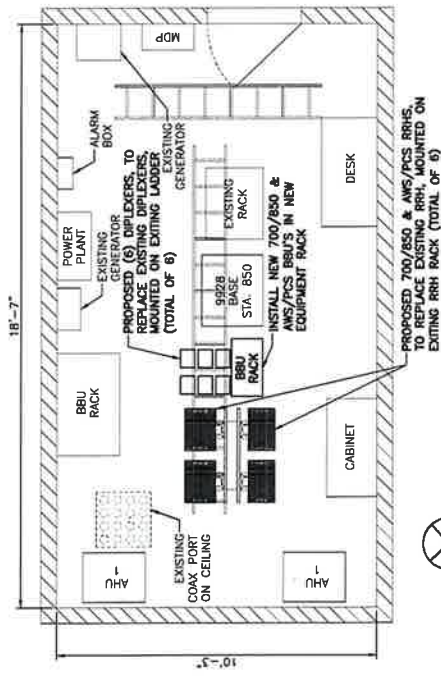 18'-7"
10'-3"
MDP
ALARM
BOX
EXISTING
GENERATOR
POWER
PLANT
EXISTING
GENERATOR
PROPOSED (6) DIPLEXERS, TO
REPLACE EXISTING DIPLEXERS,
MOUNTED ON EXITING LADDER
(TOTAL OF 6)
BBU
RACK
EXISTING
COAX PORT
ON CEILING
AHU
1
AHU
1
EXISTING
RACK
9928
BASE
STA. 850
BBU
RACK
INSTALL NEW 700/850 &
AWS/PCS BBU'S IN NEW
EQUIPMENT RACK
DESK
CABINET
PROPOSED 700/850 & AWS/PCS RRHS,
TO REPLACE EXISTING RRH, MOUNTED ON
EXITING RRH RACK (TOTAL OF 6)